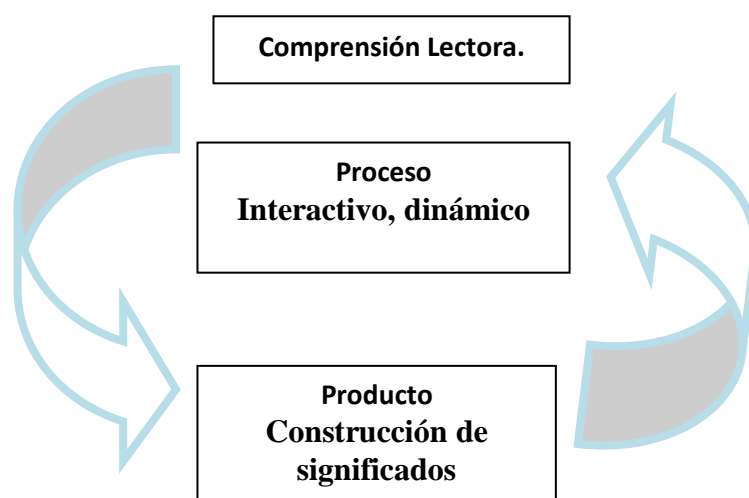 Comprensión Lectora.
Proceso
Interactivo, dinámico
Producto
Construcción de
significados